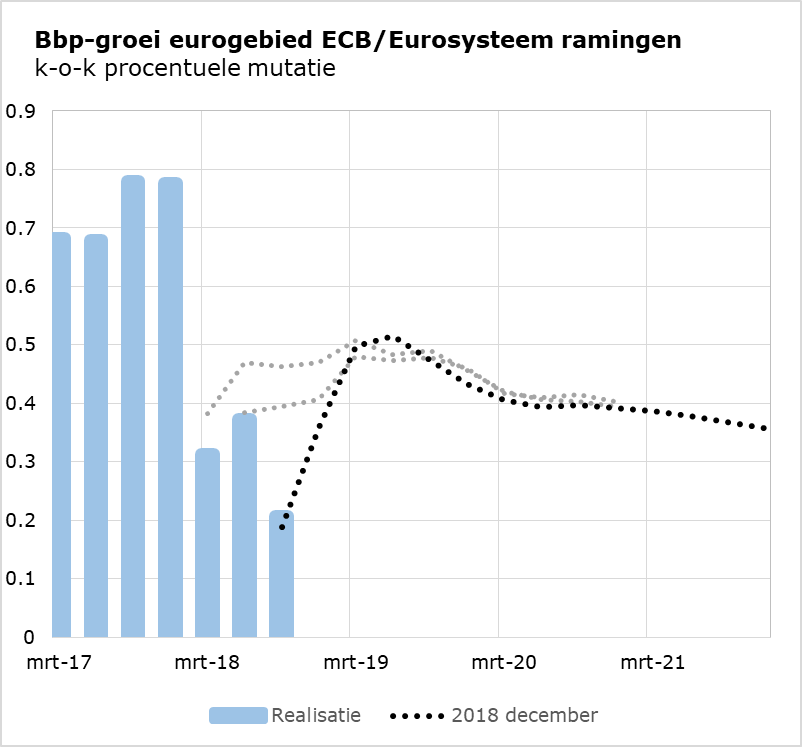 Bbp-groei eurogebied ECB/Eurosysteem ramingen
k-o-k procentuele mutatie
0.9
0.8
0.7
0.6
0.5
0.4
0.3
0.2
0.1
0
mrt-17 mrt-18 mrt-19 mrt-20 mrt-21
Realisatie 2018 december